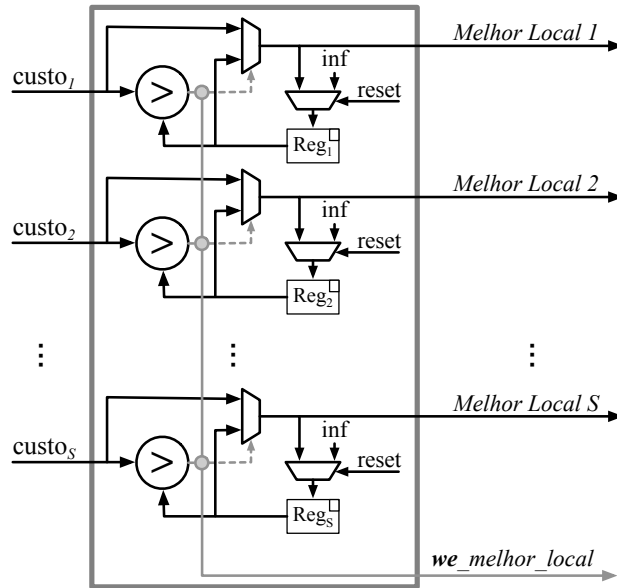 Melhor Local 1
inf
custo1
>
reset
Reg1
Melhor Local 2
inf
custo2
>
reset
Reg2
⋮ ⋮ ⋮
Melhor Local S
inf
custoS
>
reset
RegS
we_melhor_local